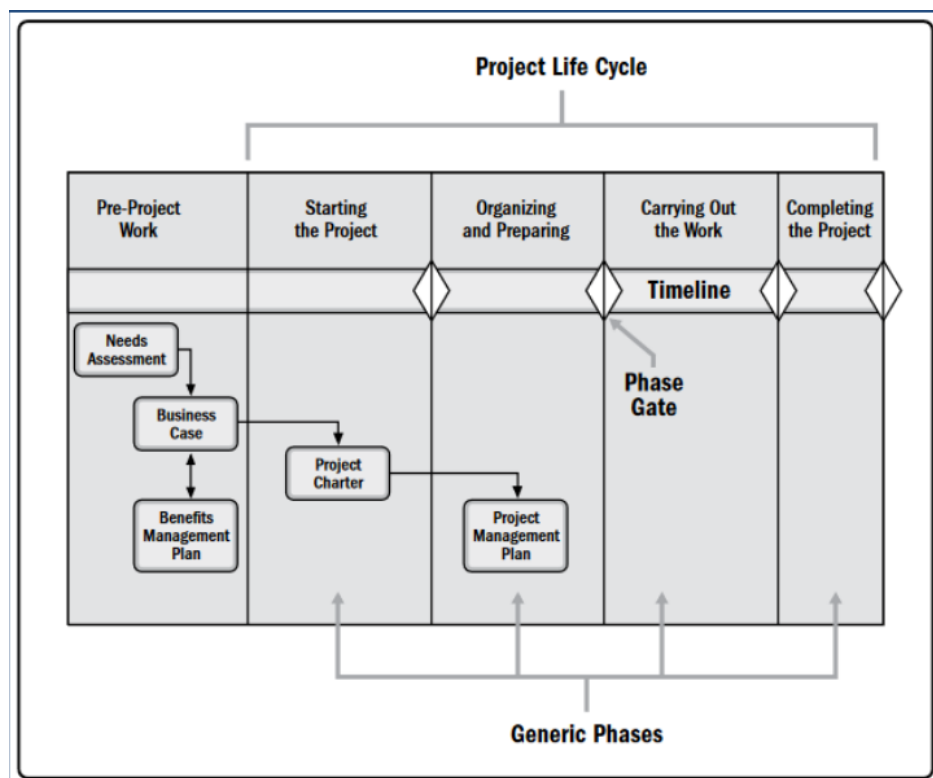 Project Life Cycle
Pre-Project
Work
Starting
the Project
Organizing
and Preparing
Carrying Out
the Work
Completing
the Project
Timeline
Needs
Assessment
Phase
Gate
Business
Case
Project
Charter
Benefits
Management
Plan
Project
Management
Plan
Generic Phases